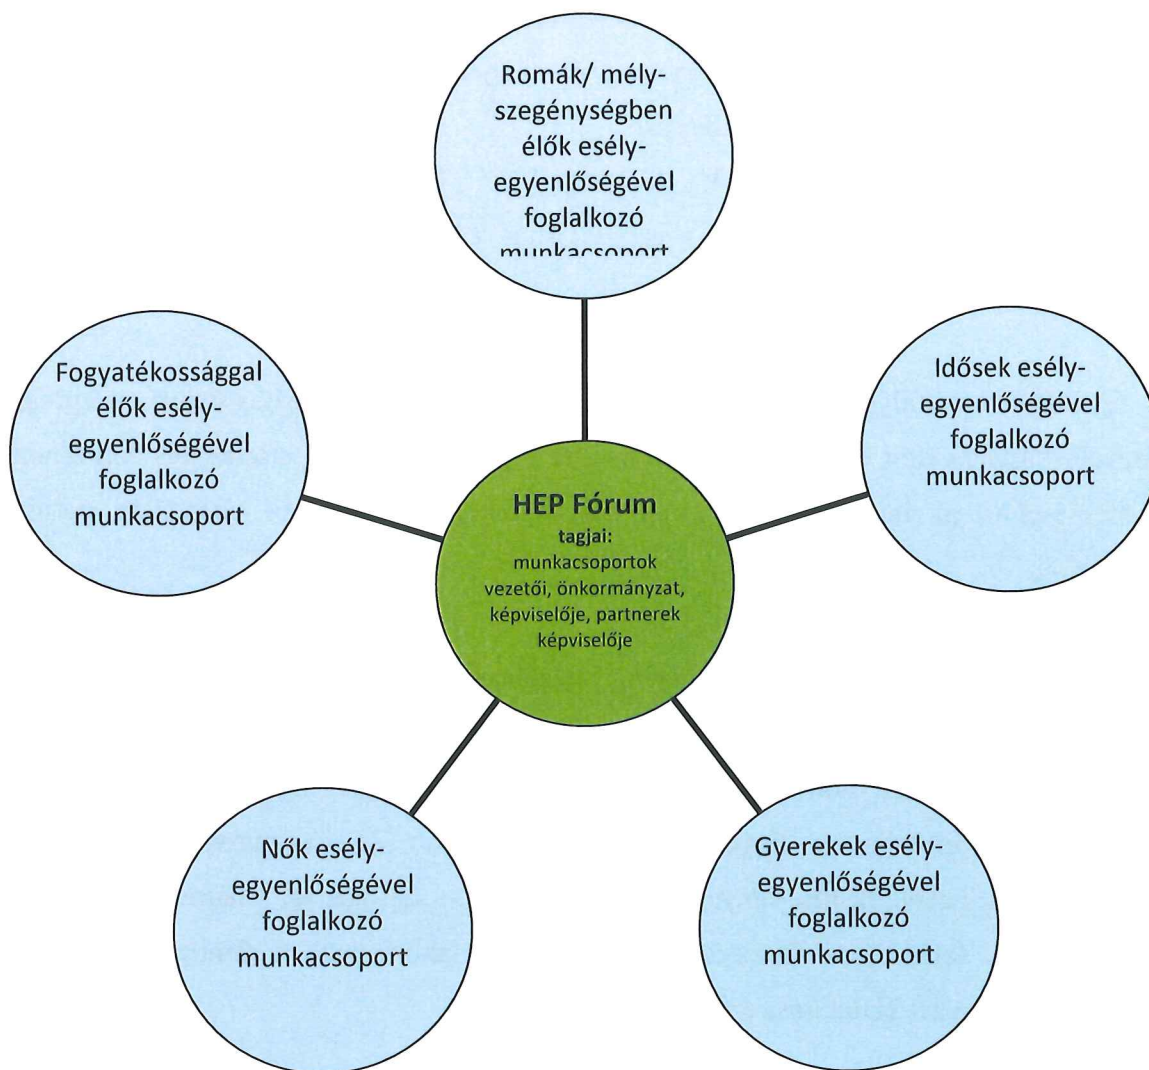 Romák/ mély-
szegénységben
élők esély-
egyenlőségével
foglalkozó
munkacsoport
Fogyatékossággal
élők esély-
egyenlőségével
foglalkozó
munkacsoport
Idősek esély-
egyenlőségével
foglalkozó
munkacsoport
HEP Fórum
tagjai:
munkacsoportok
vezetői, önkormányzat,
képviselője, partnerek
képviselője
Nők esély-
egyenlőségével
foglalkozó
munkacsoport
Gyerekek esély-
egyenlőségével
foglalkozó
munkacsoport